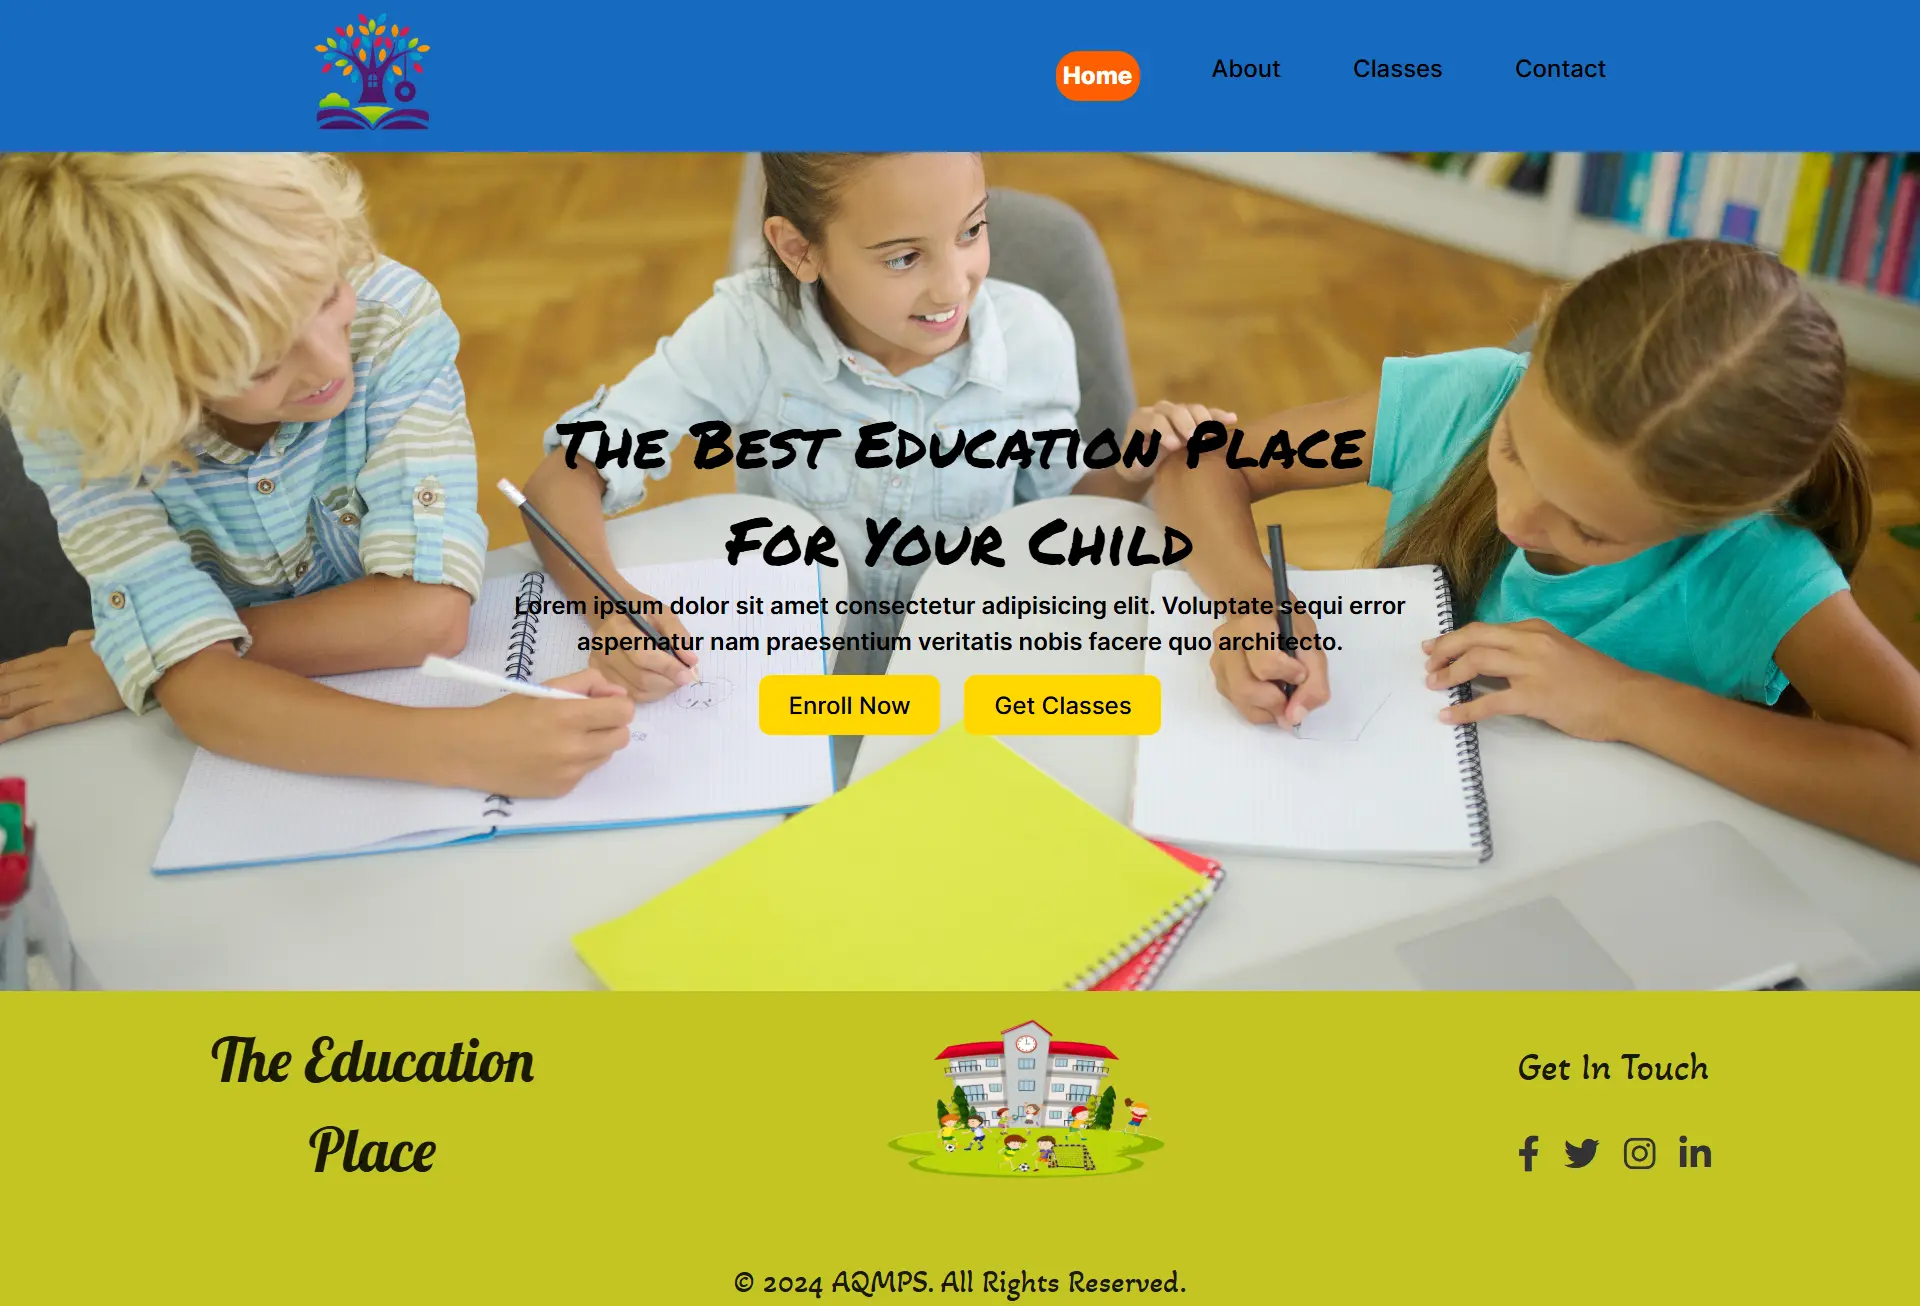 Home
About
Classes
Contact
The Best Education Place
For Your Child
Lorem ipsum dolor sit amet consectetur adipisicing elit. Voluptate sequi error
aspernatur nam praesentium veritatis nobis facere quo architecto.
Enroll Now
Get Classes
The Education
Place
Get In Touch
© 2024 AQMPS. All Rights Reserved.